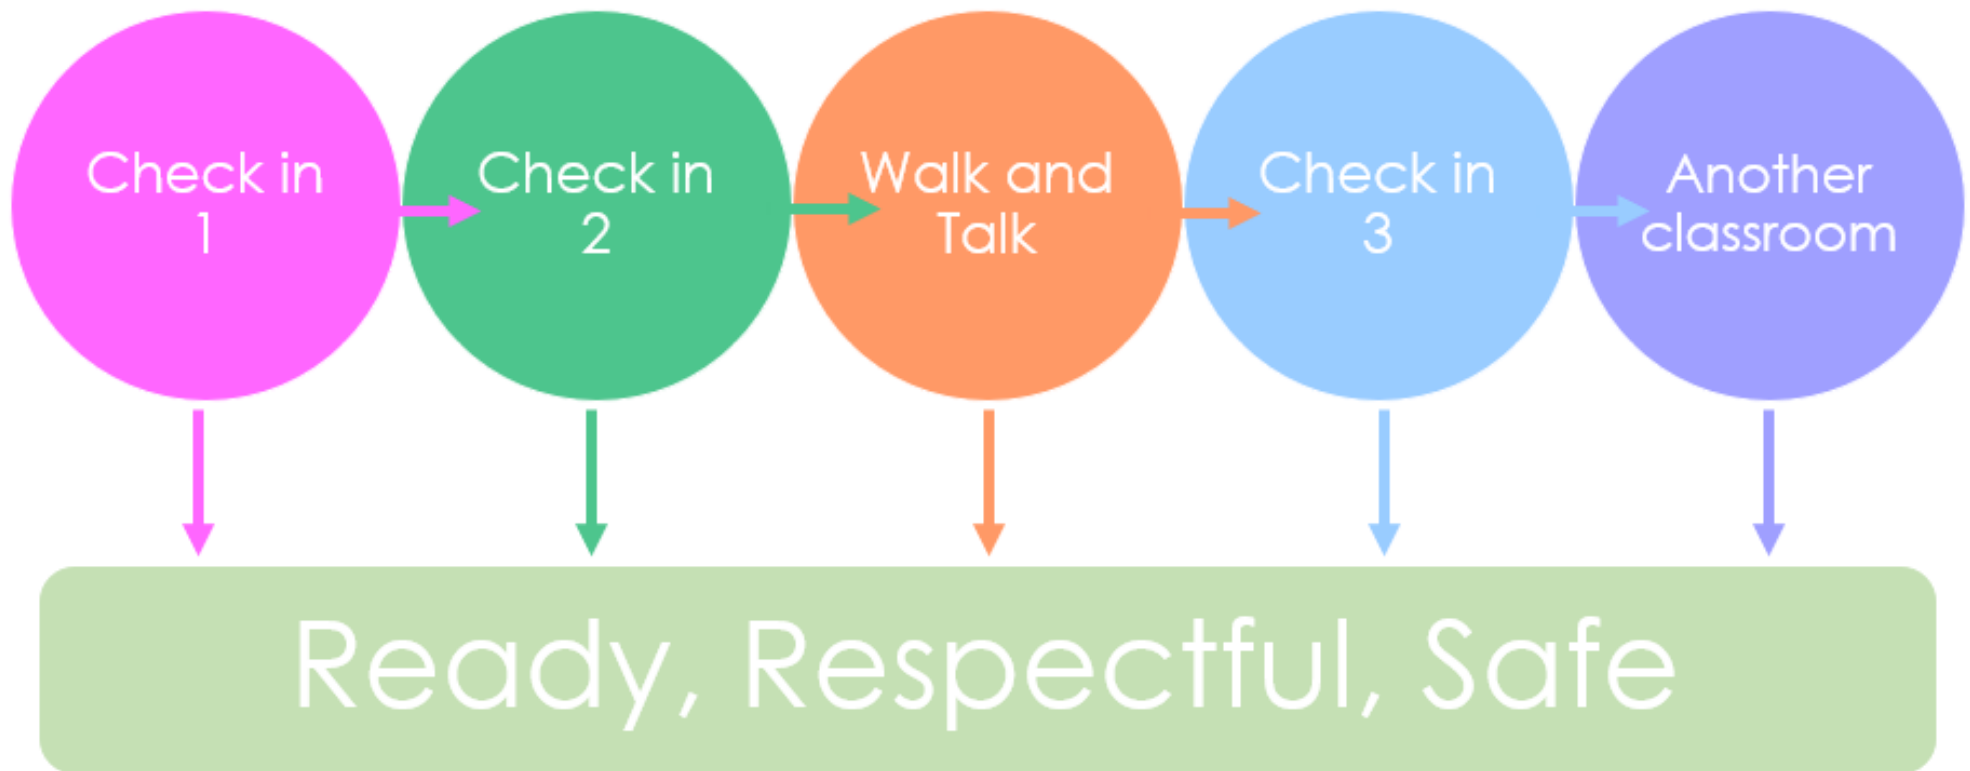 Check in
1
Check in
2
Walk and
Talk
Check in
3
Another
classroom
Ready, Respectful, Safe